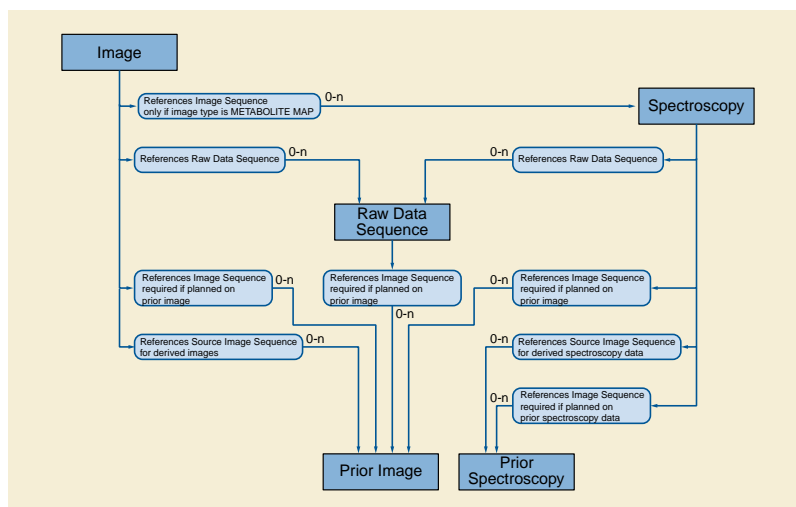 Image
References Image Sequence
only if image type is METABOLITE MAP
0-n
Spectroscopy
References Raw Data Sequence
0-n
0-n
References Raw Data Sequence
Raw Data
Sequence
References Image Sequence
required if planned on
prior image
0-n
References Image Sequence
required if planned on
prior image
0-n
0-n
References Image Sequence
required if planned on
prior image
References Source Image Sequence
for derived images
0-n
0-n
References Source Image Sequence
for derived spectroscopy data
0-n
References Image Sequence
required if planned on
prior spectroscopy data
Prior Image
Prior
Spectroscopy